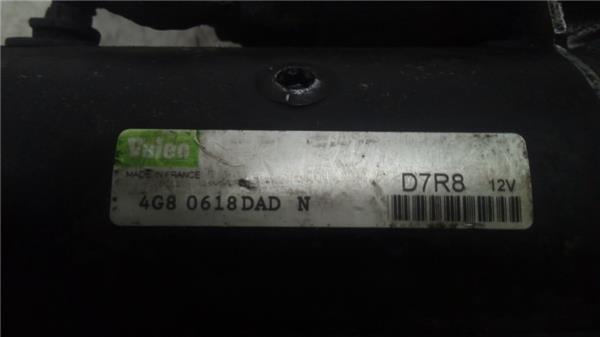 Valeo
MADE IN FRANCE
4G8 0618DAD N
D7R8 12V